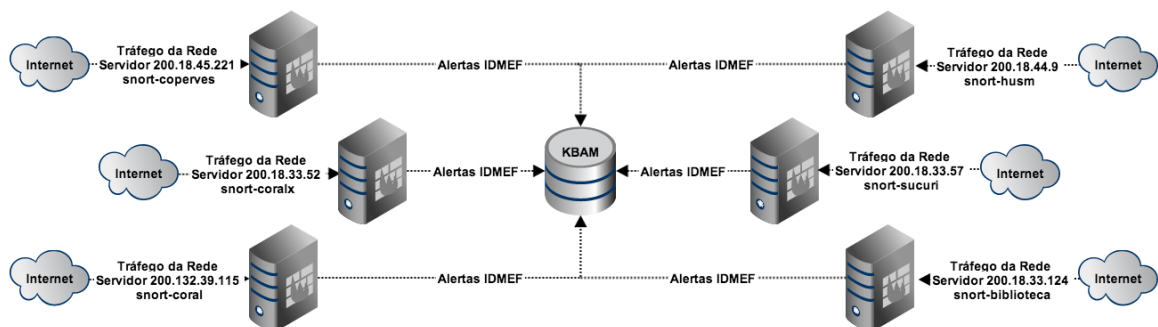 Internet
Tráfego da Rede
Servidor 200.18.45.221
snort-coperves
Alertas IDMEF
Alertas IDMEF
Tráfego da Rede
Servidor 200.18.44.9
snort-husm
Internet
Internet
Tráfego da Rede
Servidor 200.18.33.52
snort-coralx
Alertas IDMEF
KBAM
Alertas IDMEF
Tráfego da Rede
Servidor 200.18.33.57
snort-sucuri
Internet
Internet
Tráfego da Rede
Servidor 200.132.39.115
snort-coral
Alertas IDMEF
Alertas IDMEF
Tráfego da Rede
Servidor 200.18.33.124
snort-biblioteca
Internet